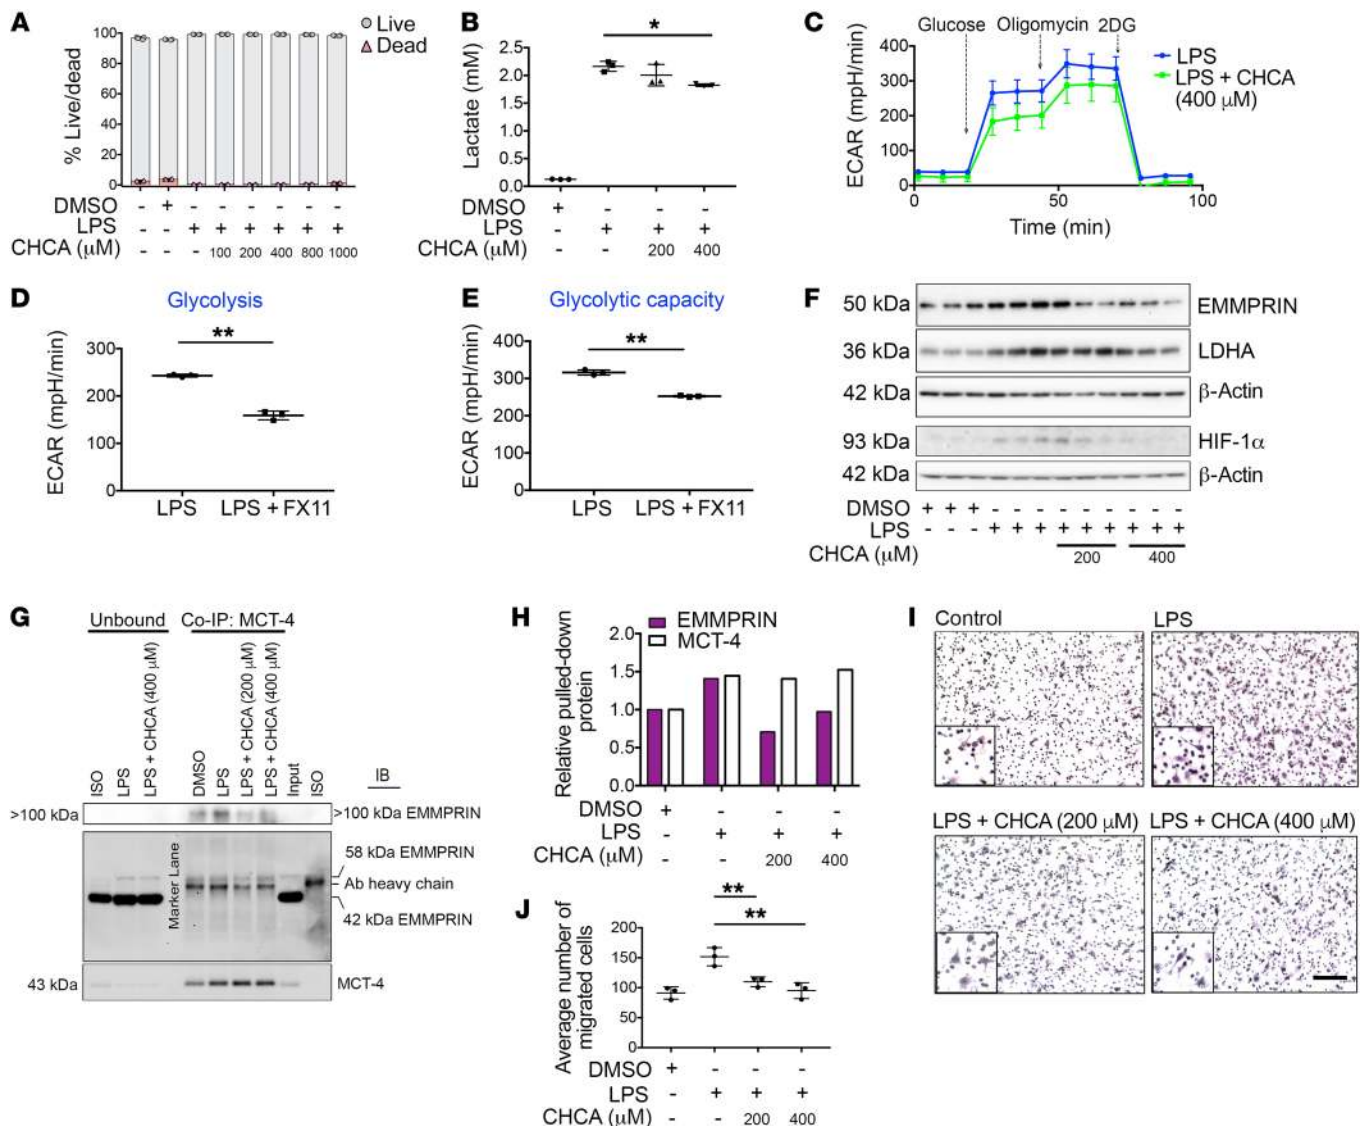 A
Live
Dead
% Live/dead
100
80
60
40
20
0
DMSO - + - - - - - -
LPS - - + + + + + +
CHCA (μM) - - - 100 200 400 800 1000
B
*
Lactate (mM)
2.5
2.0
1.5
1.0
0.5
0.0
DMSO + - - -
LPS - + + +
CHCA (μM) - - 200 400
C
Glucose Oligomycin 2DG
LPS
LPS + CHCA
(400 μM)
ECAR (mpH/min)
400
300
200
100
0
0 50 100
Time (min)
D
Glycolysis
**
ECAR (mpH/min)
300
200
100
0
LPS LPS + FX11
E
Glycolytic capacity
**
ECAR (mpH/min)
400
300
200
100
0
LPS LPS + FX11
F
50 kDa EMMPRIN
36 kDa LDHA
42 kDa β-Actin
93 kDa HIF-1α
42 kDa β-Actin
DMSO + + + - - - - - - - - -
LPS - - - + + + + + + + + +
CHCA (μM) 200 400
G
Unbound Co-IP: MCT-4
ISO
LPS
LPS + CHCA (400 μM)
DMSO
LPS
LPS + CHCA (200 μM)
LPS + CHCA (400 μM)
Input
ISO
IB
>100 kDa >100 kDa EMMPRIN
Marker Lane
58 kDa EMMPRIN
Ab heavy chain
42 kDa EMMPRIN
43 kDa MCT-4
H
EMMPRIN
MCT-4
Relative pulled-down
protein
2.0
1.5
1.0
0.5
0.0
DMSO + - - -
LPS - + + +
CHCA - - 200 400
(μM)
I
Control LPS
LPS + CHCA (200 μM) LPS + CHCA (400 μM)
J
**
**
Average number of
migrated cells
200
150
100
50
0
DMSO + - - -
LPS - + + +
CHCA (μM) - - 200 400